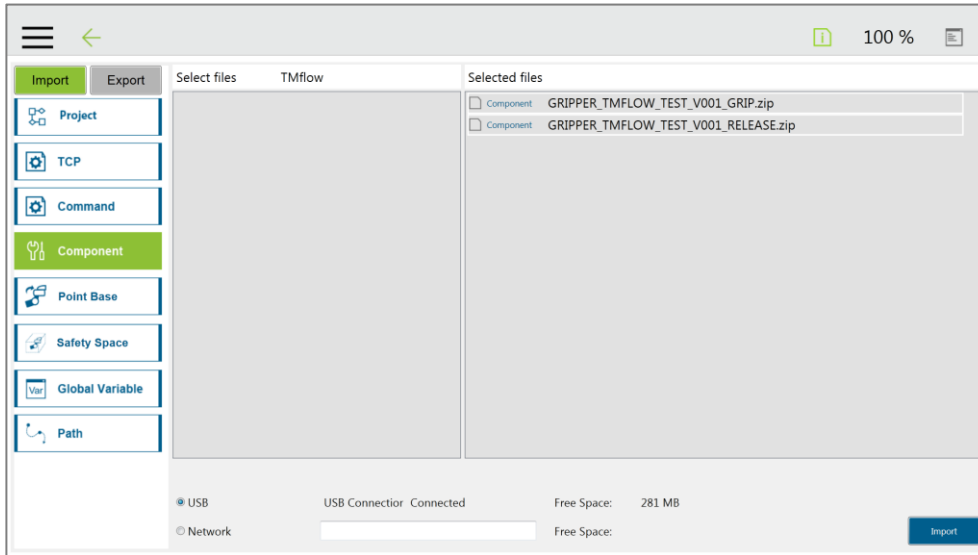 100 %
Import Export Select files TMflow Selected files
Project
TCP
Command
Component
Point Base
Safety Space
Var Global Variable
Path
Component GRIPPER_TMFLOW_TEST_V001_GRIP.zip
Component GRIPPER_TMFLOW_TEST_V001_RELEASE.zip
USB USB Connectior Connected Free Space: 281 MB
Network Free Space:
Import